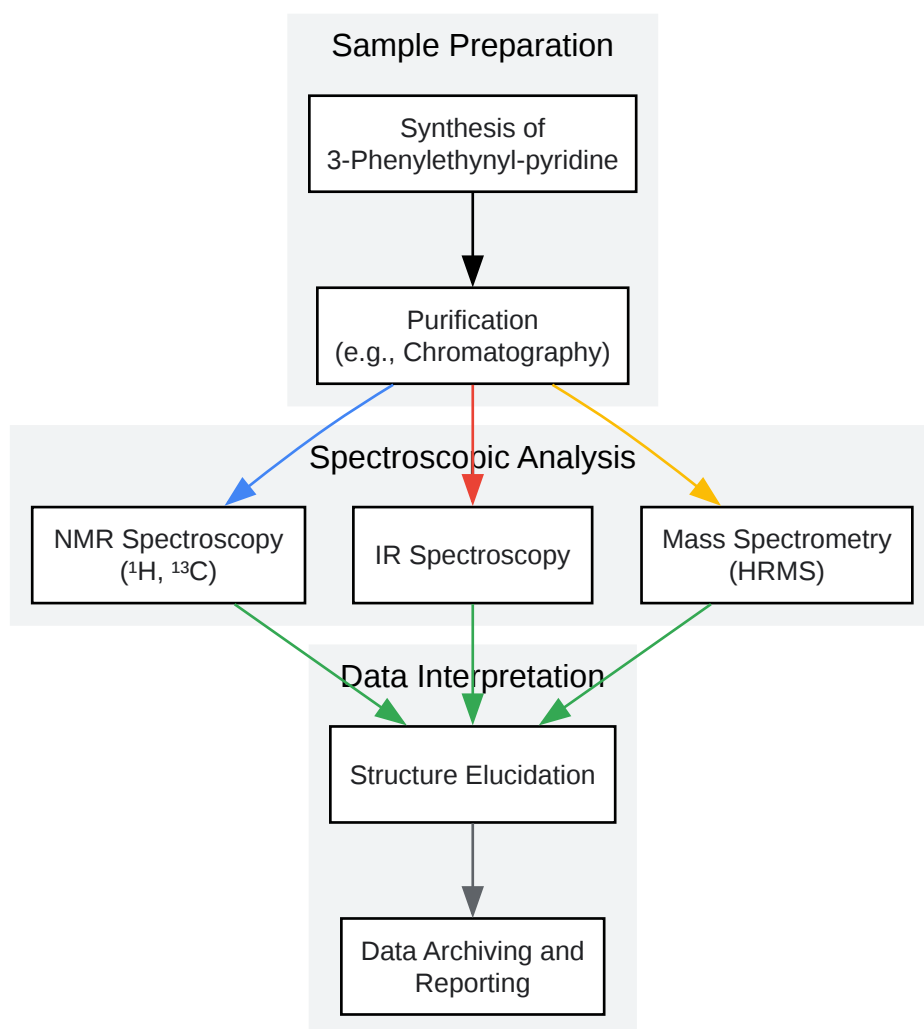 Sample Preparation
Synthesis of
3-Phenylethynyl-pyridine
Purification
(e.g., Chromatography)
Spectroscopic Analysis
NMR Spectroscopy
(¹H, ¹³C)
IR Spectroscopy
Mass Spectrometry
(HRMS)
Data Interpretation
Structure Elucidation
Data Archiving and
Reporting